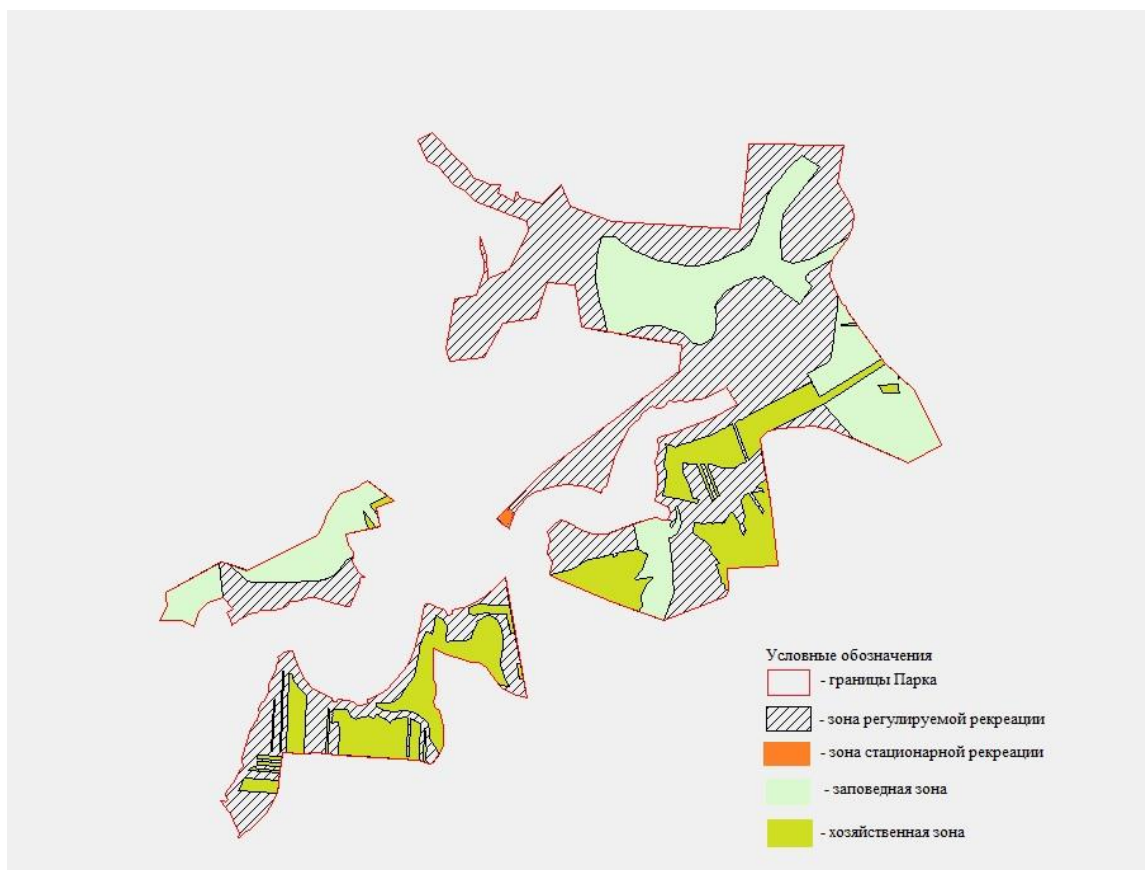 Условные обозначения
- границы Парка
- зона регулируемой рекреации
- зона стационарной рекреации
- заповедная зона
- хозяйственная зона